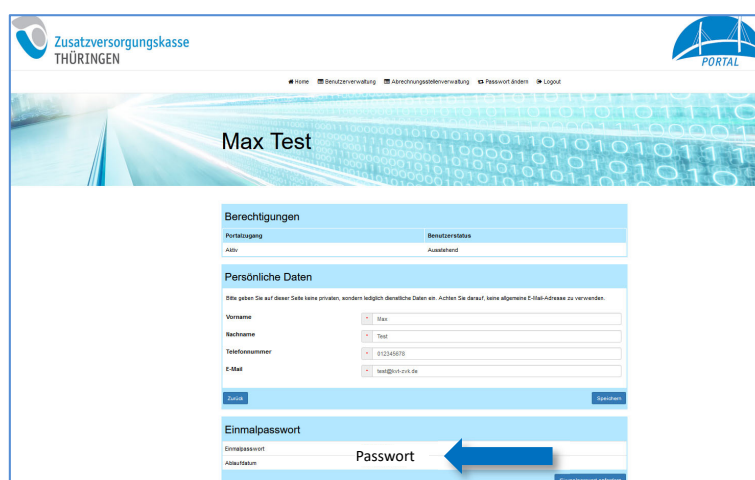 Zusatzversorgungskasse
THÜRINGEN
PORTAL
Home Benutzerverwaltung Abrechnungsstellenverwaltung Passwort ändern Logout
Max Test
Berechtigungen
Portalzugang Benutzerstatus
Aktiv Ausstehend
Persönliche Daten
Bitte geben Sie auf dieser Seite keine privaten, sondern lediglich dienstliche Daten ein. Achten Sie darauf, keine allgemeine E-Mail-Adresse zu verwenden.
Vorname * Max
Nachname * Test
Telefonnummer * 012345678
E-Mail * test@kvt-zvk.de
Zurück Speichern
Einmalpasswort
Einmalpasswort
Passwort
Ablaufdatum